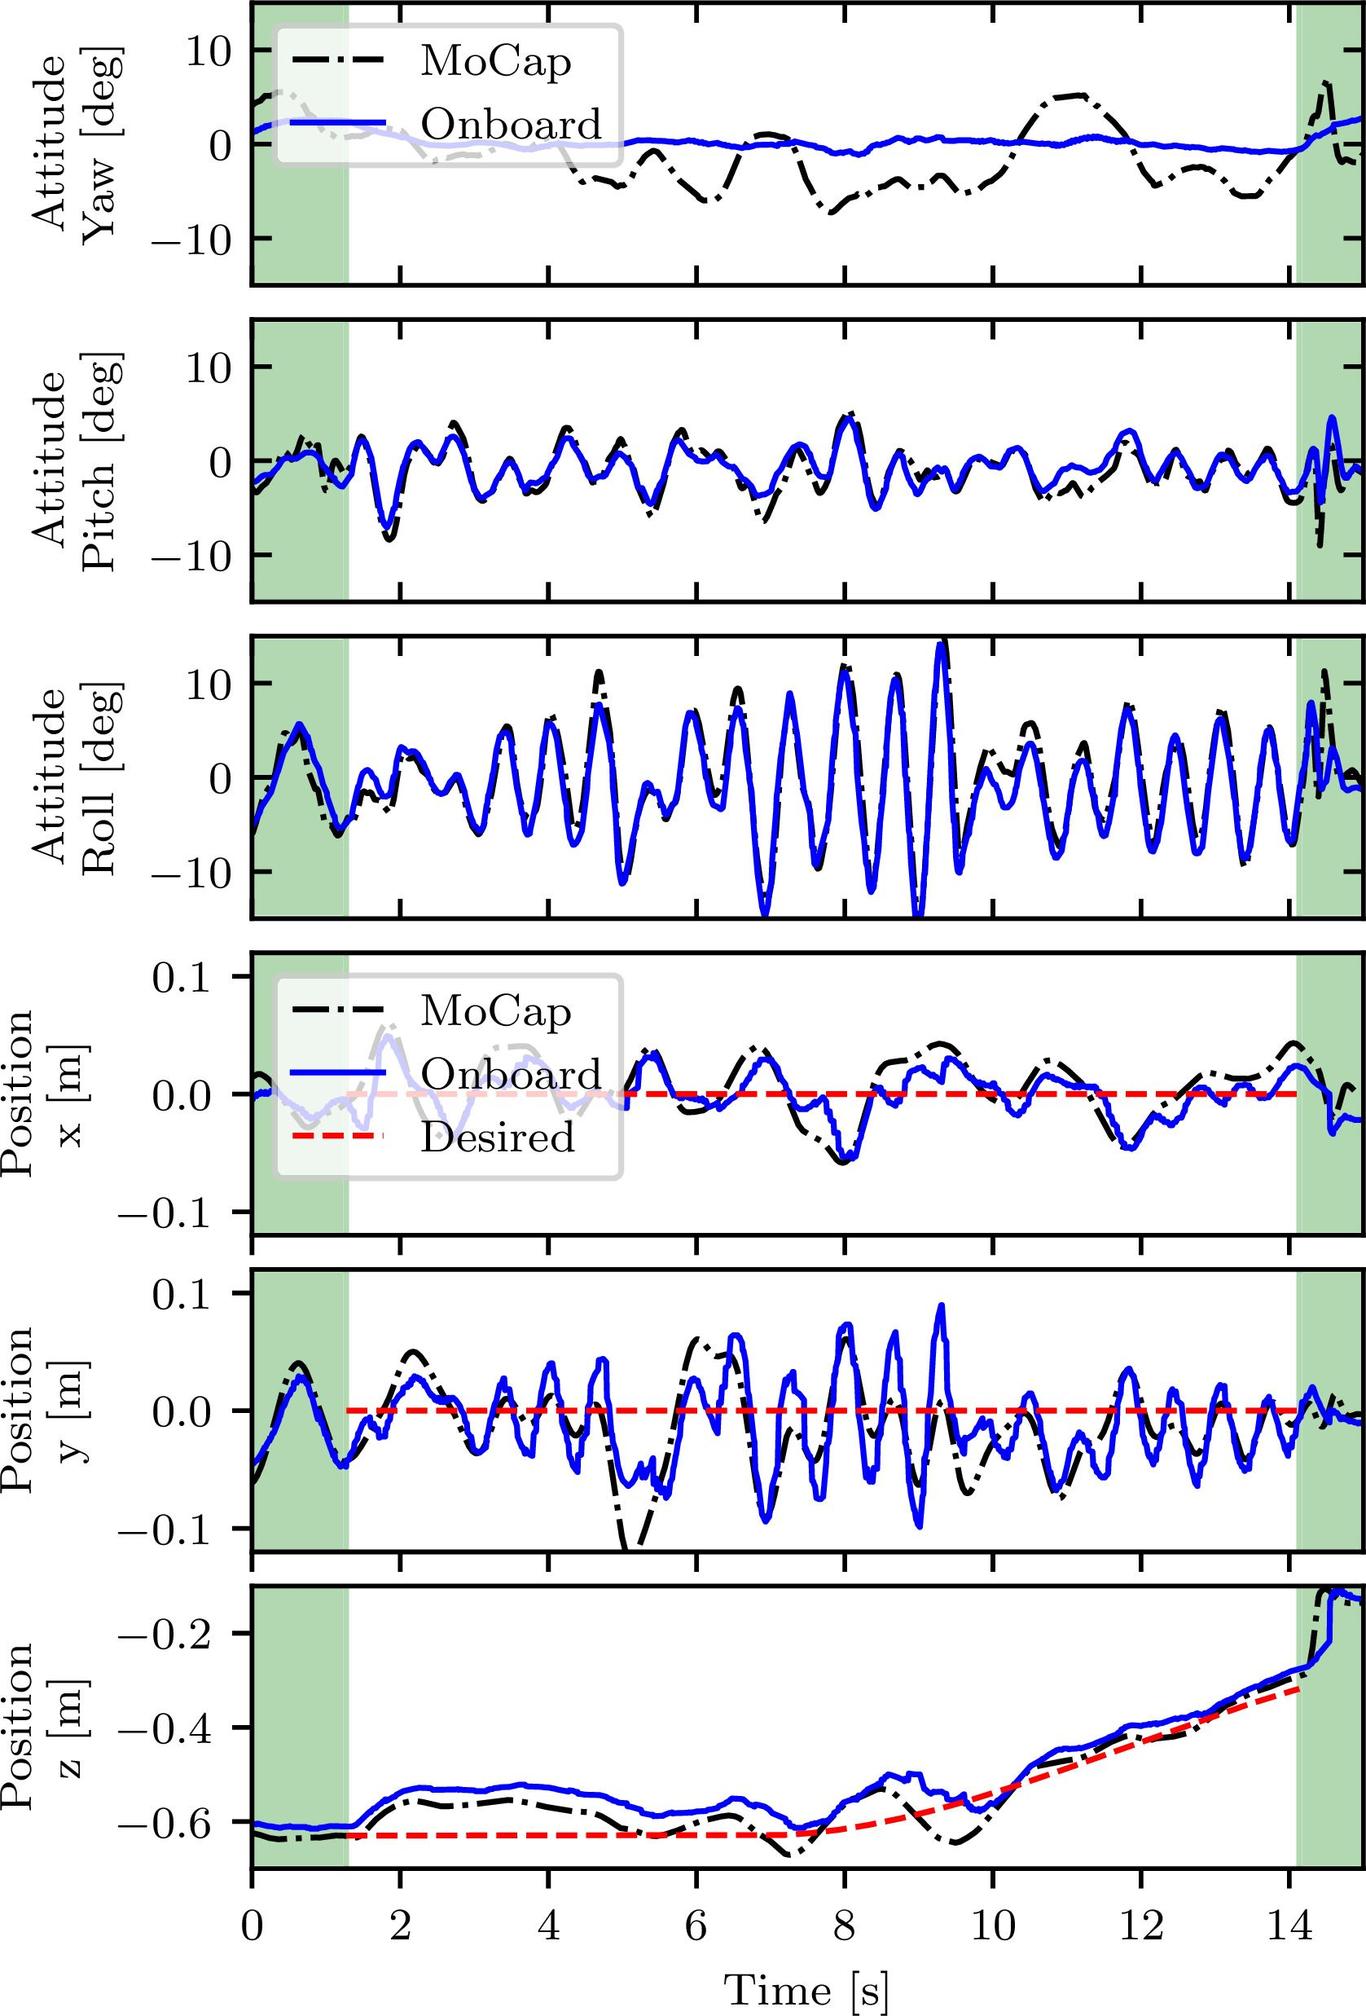 Attitude
Yaw [deg]
10
0
−10
MoCap
Onboard
Attitude
Pitch [deg]
10
0
−10
Attitude
Roll [deg]
10
0
−10
Position
x [m]
0.1
0.0
−0.1
MoCap
Onboard
Desired
Position
y [m]
0.1
0.0
−0.1
Position
z [m]
−0.2
−0.4
−0.6
0 2 4 6 8 10 12 14
Time [s]